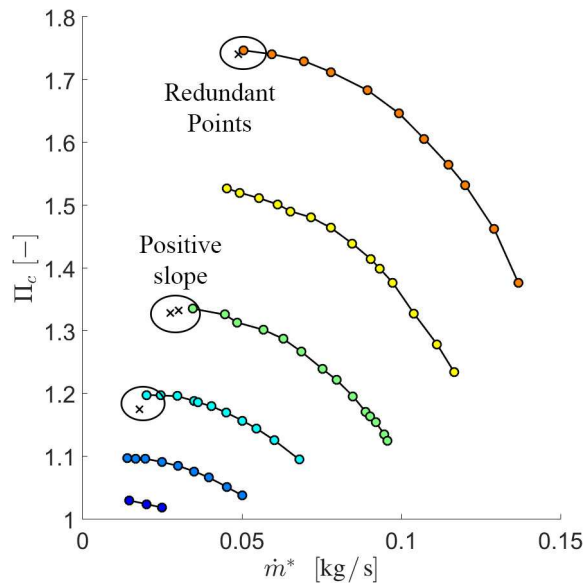 1.8
1.7
1.6
1.5
1.4
1.3
1.2
1.1
1
Π_c [−]
Redundant
Points
Positive
slope
0
0.05
0.1
0.15
ṁ* [kg/s]